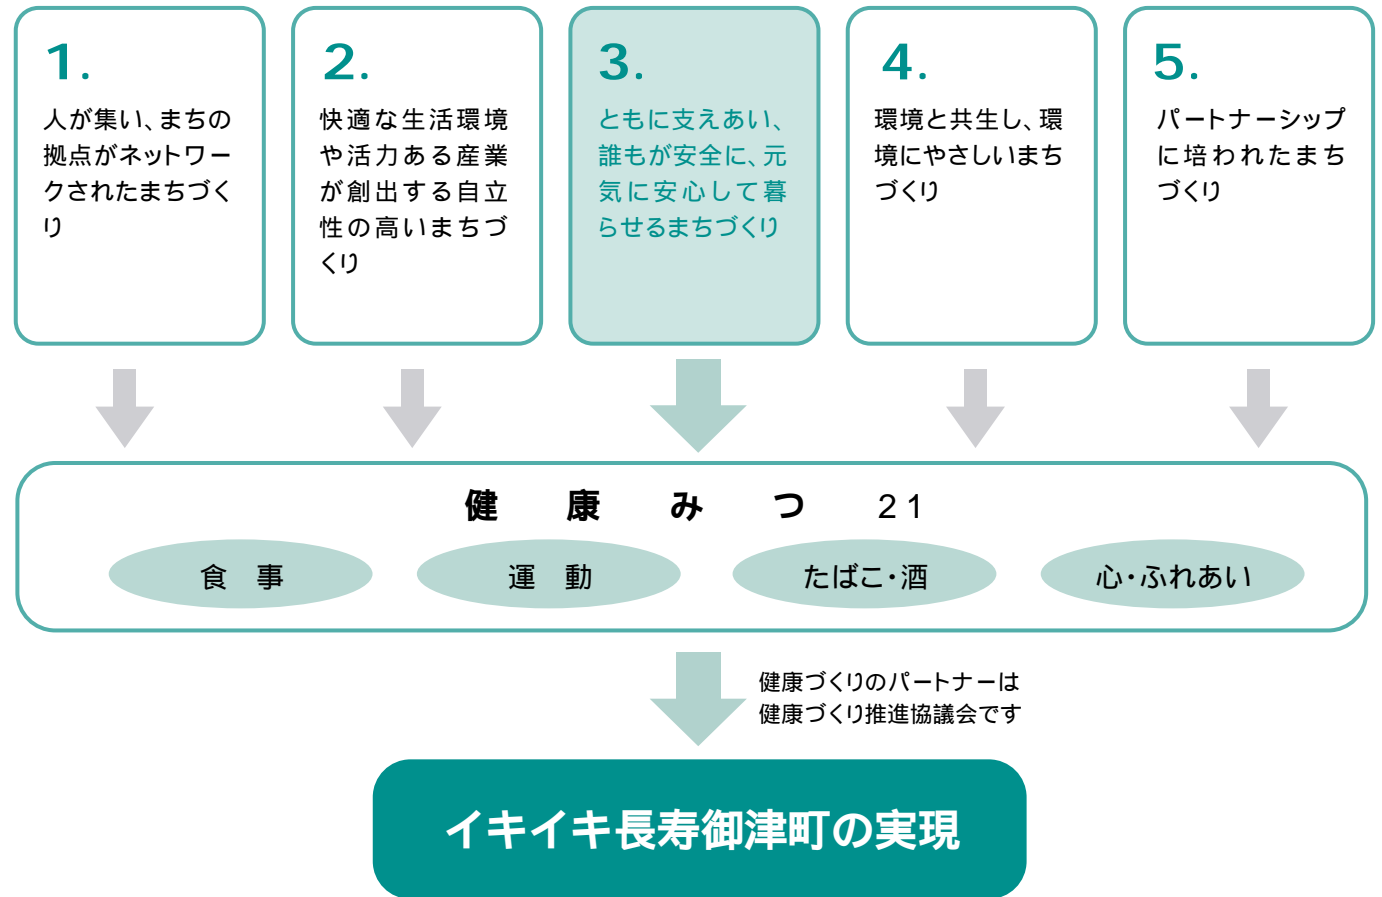 1.
人が集い、まちの
拠点がネットワー
クされたまちづく
り
2.
快適な生活環境
や活力ある産業
が創出する自立
性の高いまちづ
くり
3.
ともに支えあい、
誰もが安全に、元
気に安心して暮
らせるまちづくり
4.
環境と共生し、環
境にやさしいまち
づくり
5.
パートナーシップ
に培われたまち
づくり
健康みつ21
食事
運動
たばこ・酒
心・ふれあい
健康づくりのパートナーは
健康づくり推進協議会です
イキイキ長寿御津町の実現